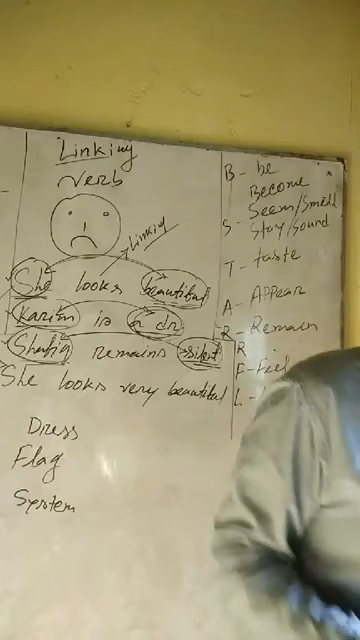 Linking
Verb
Linking
She looks beautiful
Karim is a dr.
Shafiq remains silent
She looks very beautiful
Dress
Flag
System
B - be
Become
S - Seem/Smell
Stay/Sound
T - taste
A - Appear
R - Remain
R
F - Feel
L -